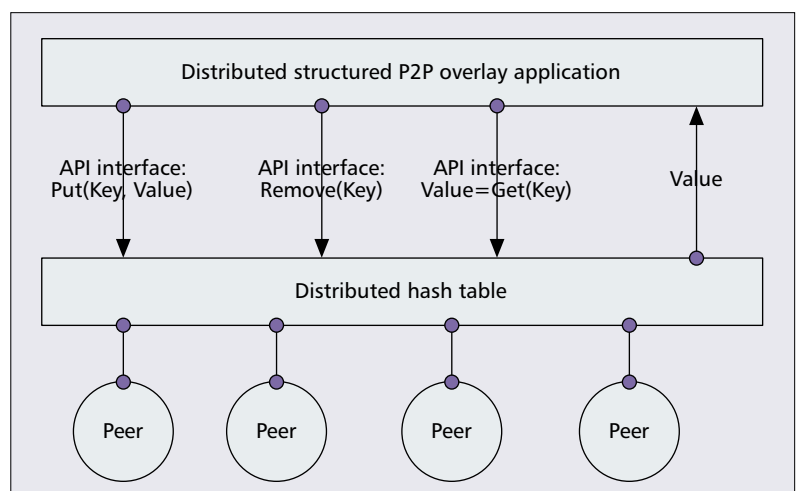 Distributed structured P2P overlay application
API interface:
Put(Key, Value)
API interface:
Remove(Key)
API interface:
Value=Get(Key)
Value
Distributed hash table
Peer
Peer
Peer
Peer